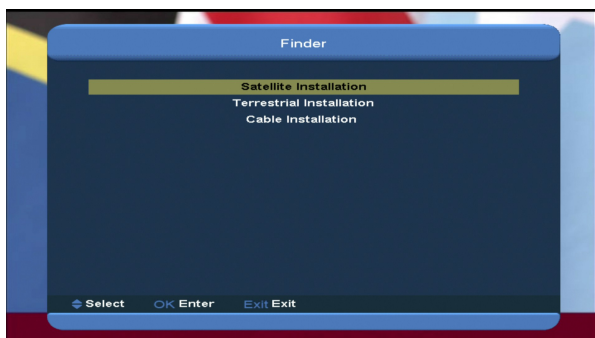 Finder
Satellite Installation
Terrestrial Installation
Cable Installation
Select OK Enter Exit Exit